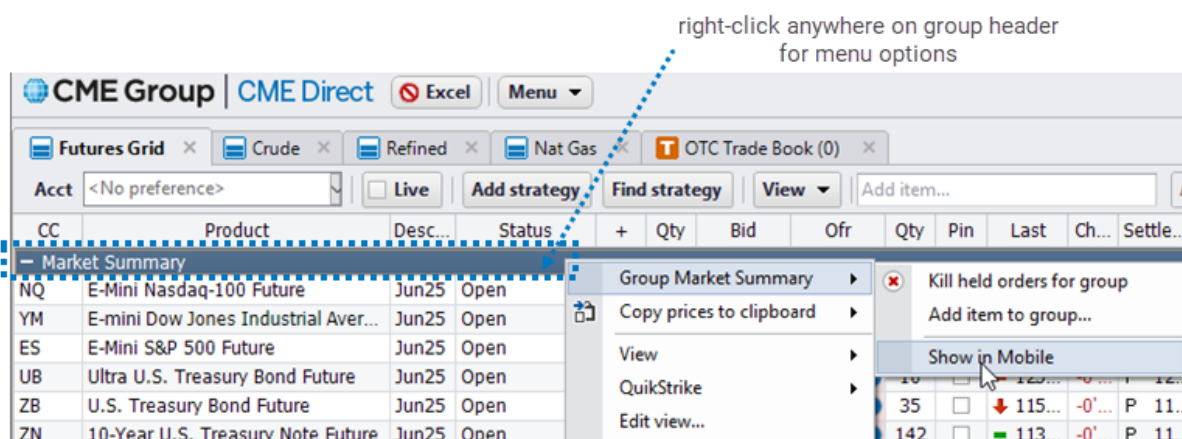 right-click anywhere on group header
for menu options
CME Group | CME Direct Excel Menu
Futures Grid Crude Refined Nat Gas T OTC Trade Book (0)
Acct <No preference> Live Add strategy Find strategy View Add item...
CC Product Desc... Status + Qty Bid Ofr Qty Pin Last Ch... Settle...
− Market Summary
NQ E-Mini Nasdaq-100 Future Jun25 Open Group Market Summary Kill held orders for group
YM E-mini Dow Jones Industrial Aver... Jun25 Open Copy prices to clipboard Add item to group...
ES E-Mini S&P 500 Future Jun25 Open View Show in Mobile
UB Ultra U.S. Treasury Bond Future Jun25 Open QuikStrike
ZB U.S. Treasury Bond Future Jun25 Open Edit view... 35 115... -0'... P 11...
ZN 10-Year U.S. Treasury Note Future Jun25 Open 142 113... -0'... P 11...